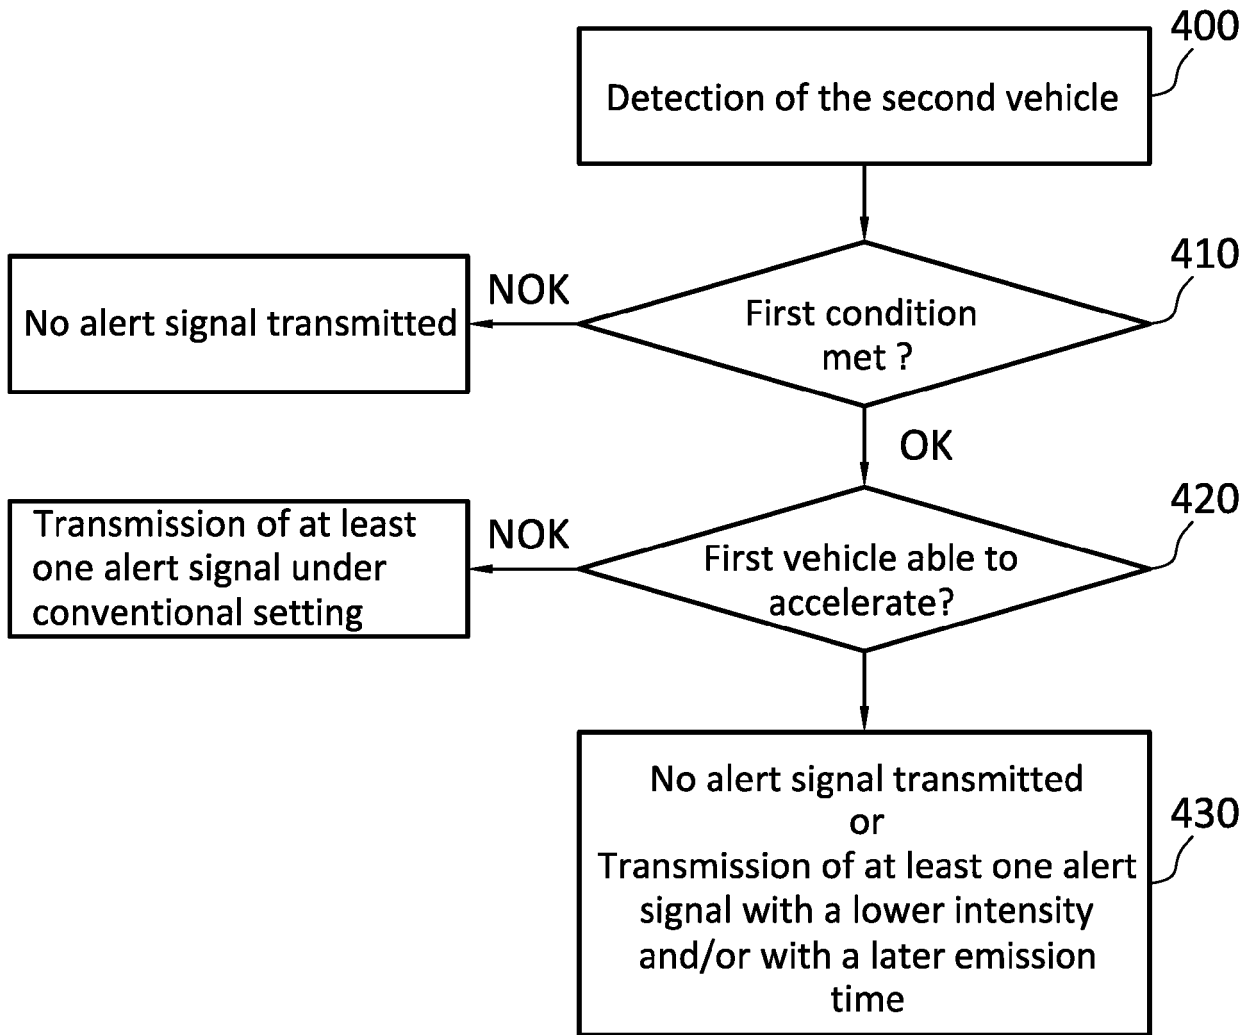 400
Detection of the second vehicle
410
NOK
No alert signal transmitted
First condition
met ?
OK
420
NOK
Transmission of at least
one alert signal under
conventional setting
First vehicle able to
accelerate?
No alert signal transmitted
or
430
Transmission of at least one alert
signal with a lower intensity
and/or with a later emission
time